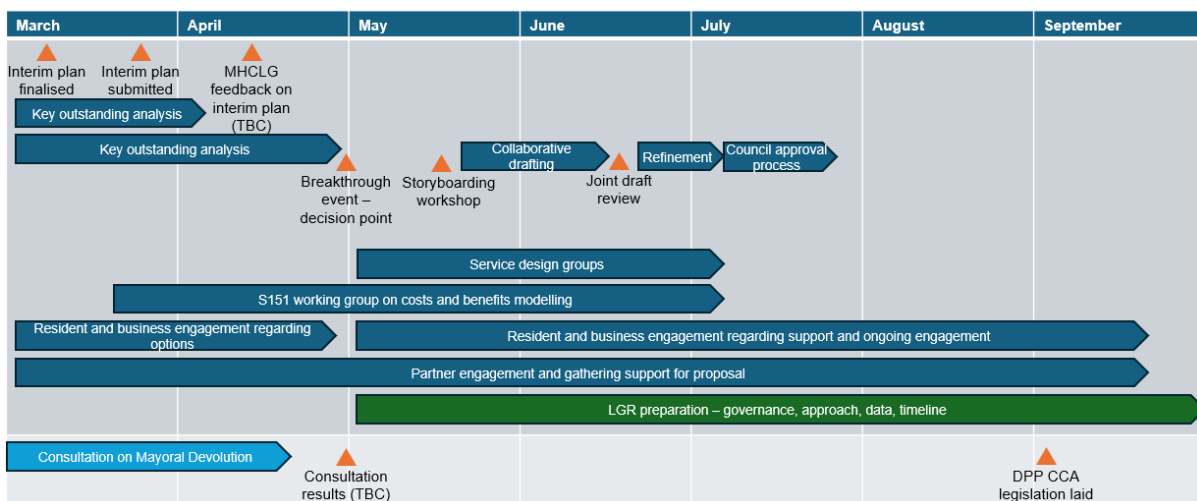 March April May June July August September
Interim plan
finalised
Interim plan
submitted
MHCLG
feedback on
interim plan
(TBC)
Key outstanding analysis
Key outstanding analysis
Breakthrough
event –
decision point
Storyboarding
workshop
Collaborative
drafting
Joint draft
review
Refinement
Council approval
process
Service design groups
S151 working group on costs and benefits modelling
Resident and business engagement regarding
options
Resident and business engagement regarding support and ongoing engagement
Partner engagement and gathering support for proposal
LGR preparation – governance, approach, data, timeline
Consultation on Mayoral Devolution
Consultation
results (TBC)
DPP CCA
legislation laid